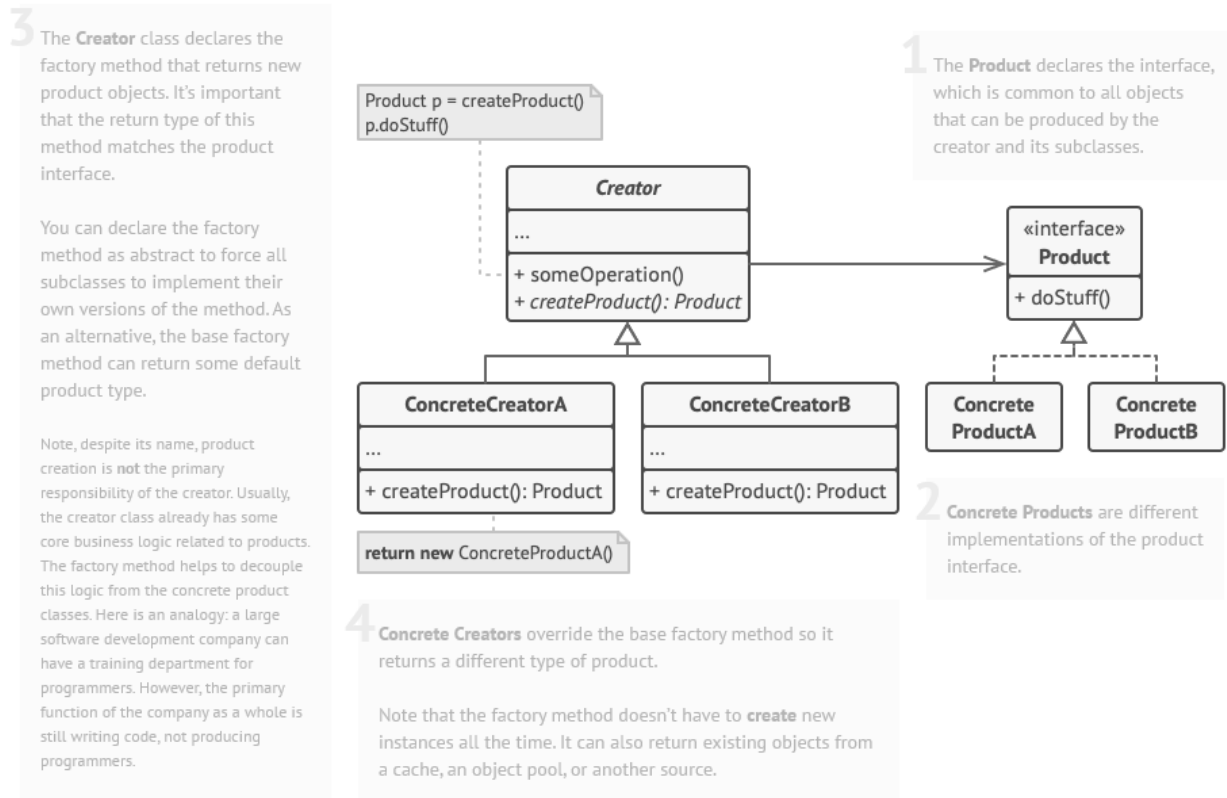 3
The Creator class declares the
factory method that returns new
product objects. It's important
that the return type of this
method matches the product
interface.
You can declare the factory
method as abstract to force all
subclasses to implement their
own versions of the method. As
an alternative, the base factory
method can return some default
product type.
Note, despite its name, product
creation is not the primary
responsibility of the creator. Usually,
the creator class already has some
core business logic related to products.
The factory method helps to decouple
this logic from the concrete product
classes. Here is an analogy: a large
software development company can
have a training department for
programmers. However, the primary
function of the company as a whole is
still writing code, not producing
programmers.
Product p = createProduct()
p.doStuff()
Creator
...
+ someOperation()
+ createProduct(): Product
ConcreteCreatorA
...
+ createProduct(): Product
return new ConcreteProductA()
ConcreteCreatorB
...
+ createProduct(): Product
1
The Product declares the interface,
which is common to all objects
that can be produced by the
creator and its subclasses.
«interface»
Product
+ doStuff()
Concrete
ProductA
Concrete
ProductB
2
Concrete Products are different
implementations of the product
interface.
4
Concrete Creators override the base factory method so it
returns a different type of product.
Note that the factory method doesn't have to create new
instances all the time. It can also return existing objects from
a cache, an object pool, or another source.